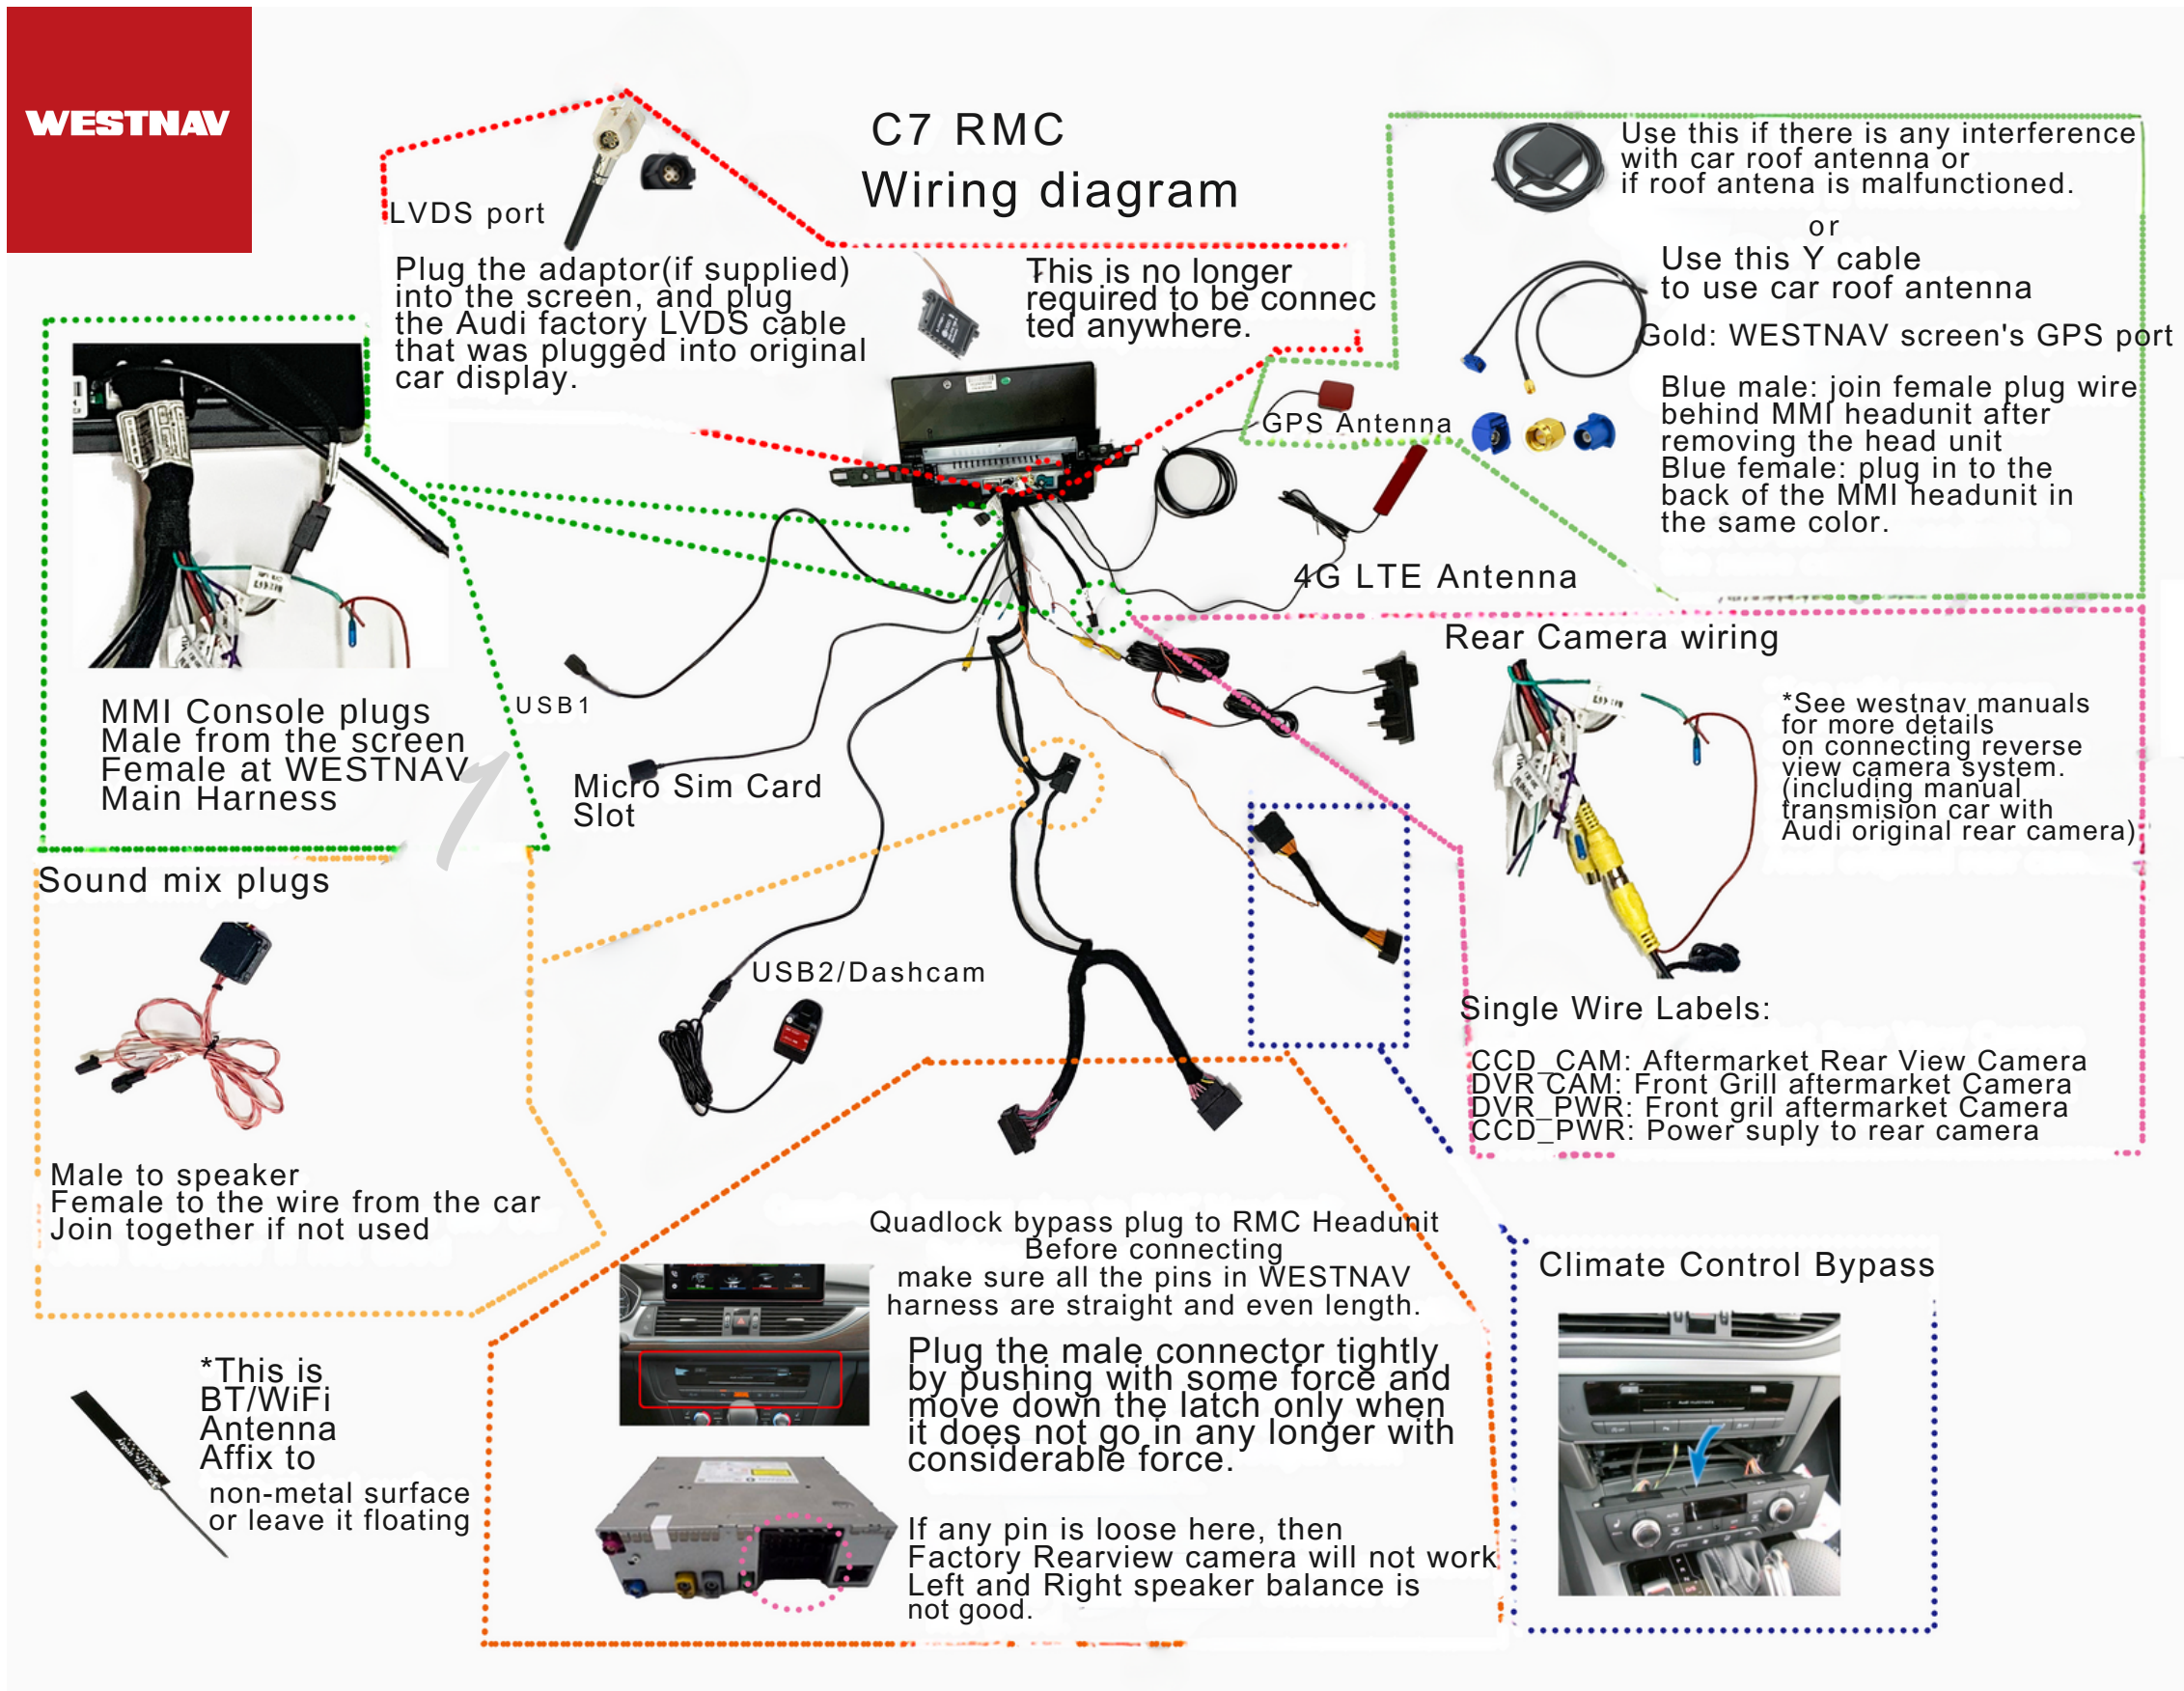 WESTNAV
C7 RMC
Wiring diagram
LVDS port
Plug the adaptor(if supplied)
into the screen, and plug
the Audi factory LVDS cable
that was plugged into original
car display.
This is no longer
required to be connec
ted anywhere.
Use this if there is any interference
with car roof antenna or
if roof antena is malfunctioned.
or
Use this Y cable
to use car roof antenna
Gold: WESTNAV screen's GPS port
Blue male: join female plug wire
behind MMI headunit after
removing the head unit
Blue female: plug in to the
back of the MMI headunit in
the same color.
GPS Antenna
4G LTE Antenna
MMI Console plugs
Male from the screen
Female at WESTNAV
Main Harness
USB1
Micro Sim Card
Slot
Rear Camera wiring
*See westnav manuals
for more details
on connecting reverse
view camera system.
(including manual
transmision car with
Audi original rear camera)
Sound mix plugs
Male to speaker
Female to the wire from the car
Join together if not used
USB2/Dashcam
Single Wire Labels:
CCD_CAM: Aftermarket Rear View Camera
DVR_CAM: Front Grill aftermarket Camera
DVR_PWR: Front gril aftermarket Camera
CCD_PWR: Power suply to rear camera
*This is
BT/WiFi
Antenna
Affix to
non-metal surface
or leave it floating
Quadlock bypass plug to RMC Headunit
Before connecting
make sure all the pins in WESTNAV
harness are straight and even length.
Plug the male connector tightly
by pushing with some force and
move down the latch only when
it does not go in any longer with
considerable force.
If any pin is loose here, then
Factory Rearview camera will not work
Left and Right speaker balance is
not good.
Climate Control Bypass